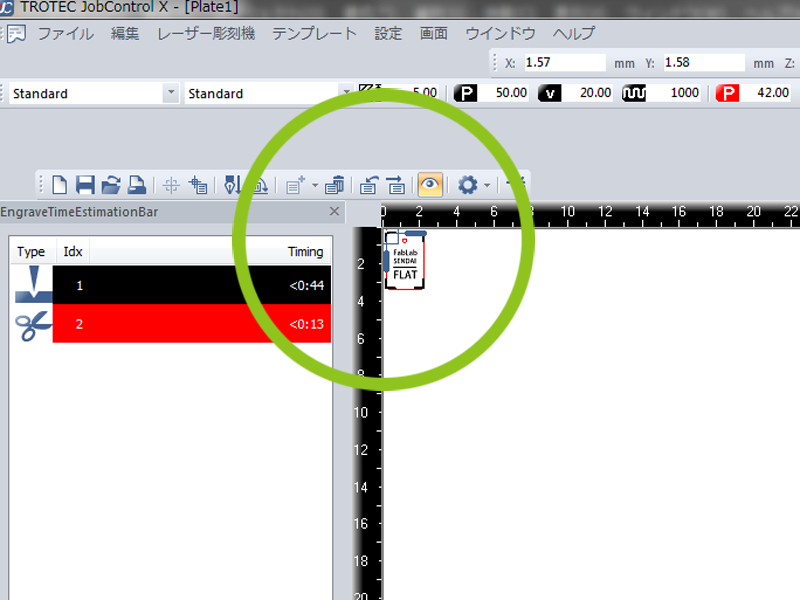 TROTEC JobControl X - [Plate1]
ファイル 編集 レーザー彫刻機 テンプレート 設定 画面 ウインドウ ヘルプ
X: 1.57 mm Y: 1.58 mm Z:
Standard Standard 5.00 P 50.00 v 20.00 1000 P 42.00
EngraveTimeEstimationBar
0 2 4 6 8 10 12 14 16 18 20 22
Type Idx Timing
1 <0:44
2 <0:13
FabLab
SENDAI
FLAT
2
4
6
8
10
12
14
16
18
20